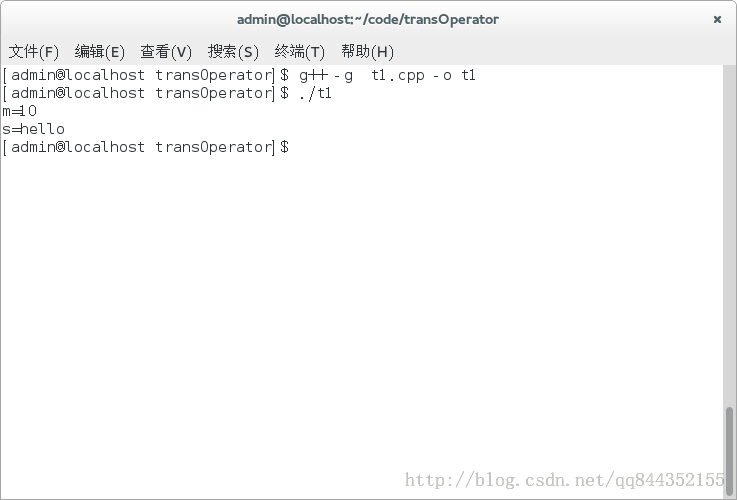 admin@localhost:~/code/transOperator ×
文件(F) 编辑(E) 查看(V) 搜索(S) 终端(T) 帮助(H)
[admin@localhost transOperator]$ g++ -g  t1.cpp -o t1
[admin@localhost transOperator]$ ./t1
m=10
s=hello
[admin@localhost transOperator]$
http://blog.csdn.net/qq844352155